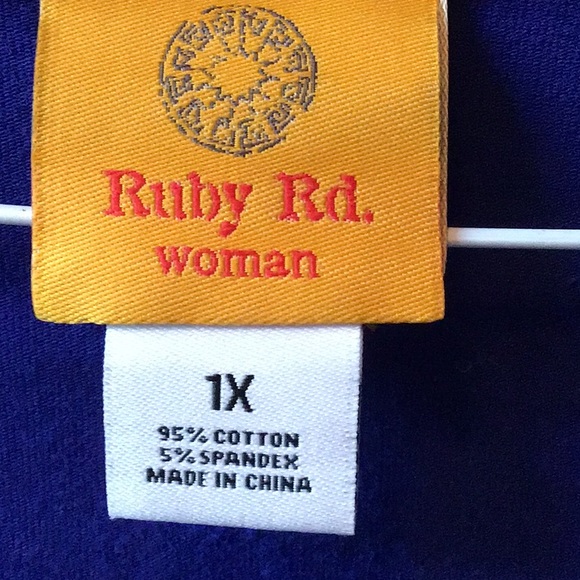 Ruby Rd.
woman
1X
95% COTTON
5% SPANDEX
MADE IN CHINA